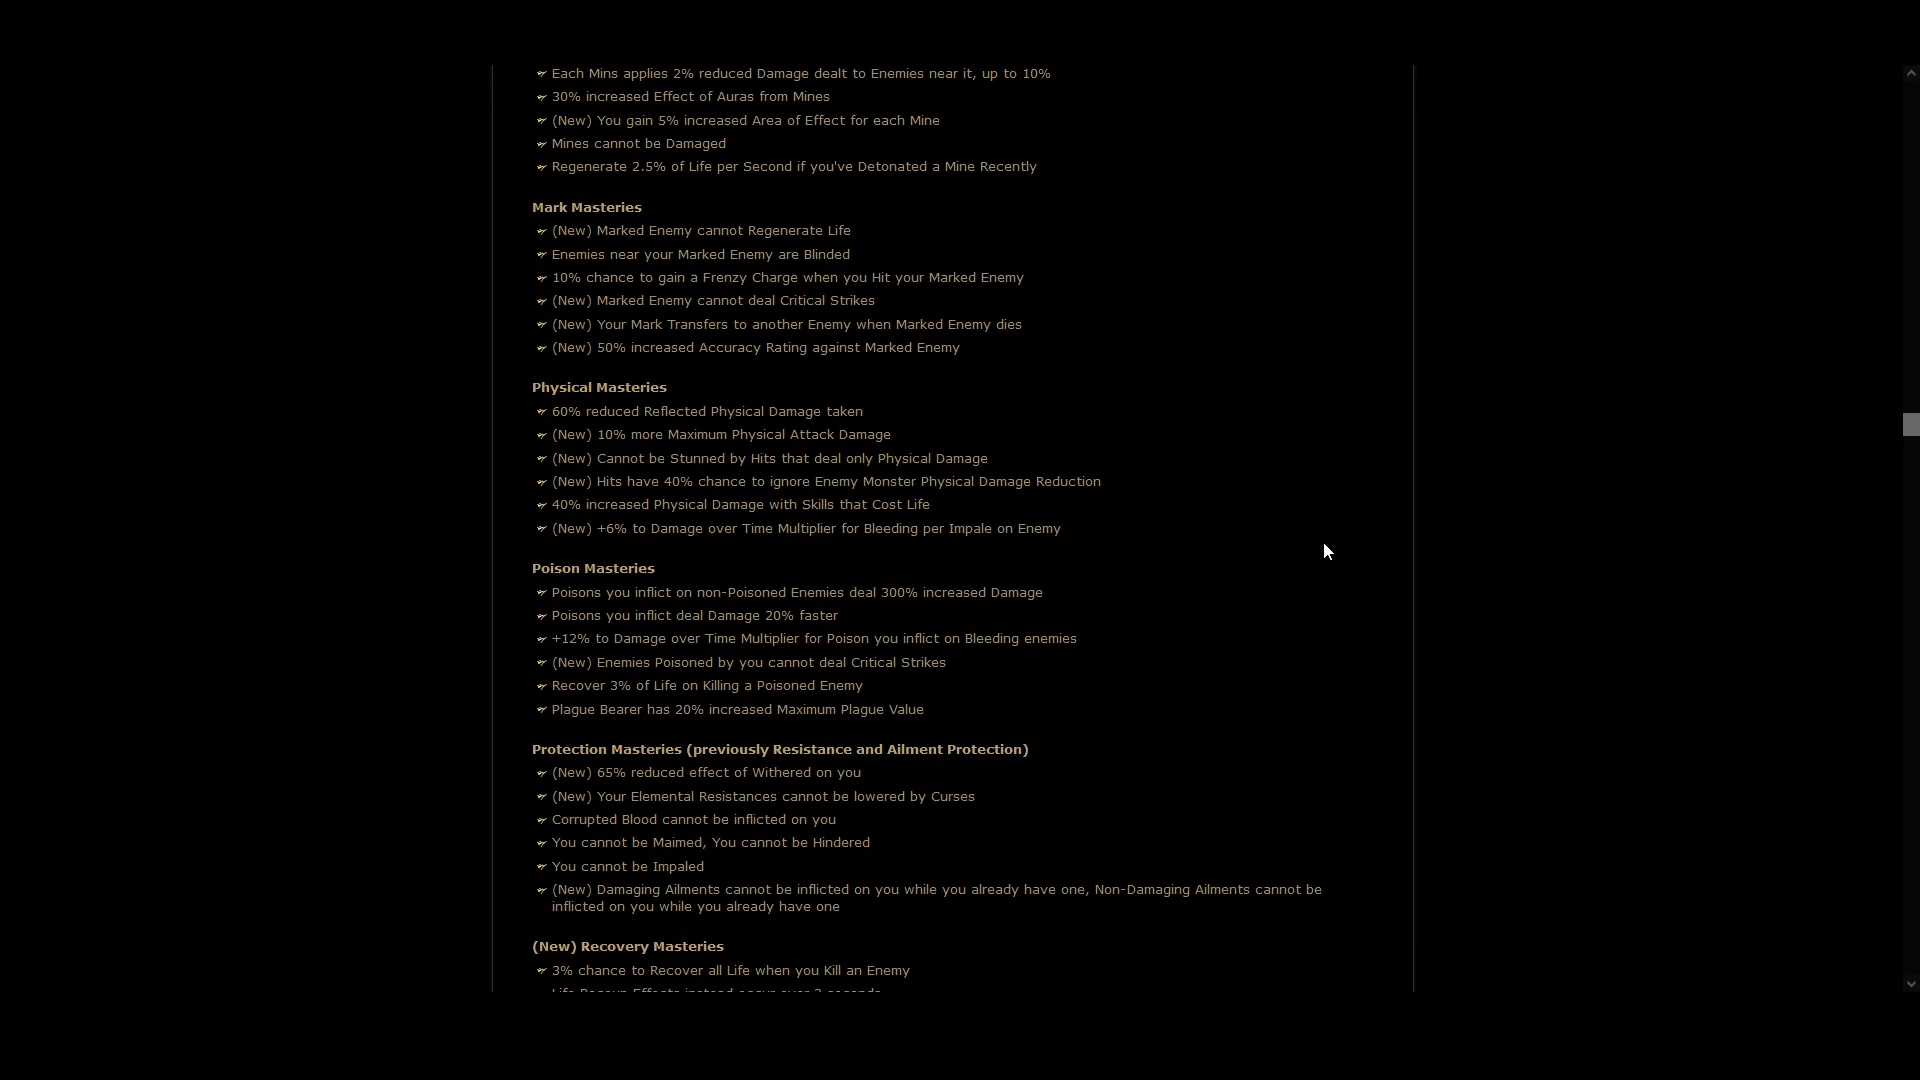 Each Mins applies 2% reduced Damage dealt to Enemies near it, up to 10%
30% increased Effect of Auras from Mines
(New) You gain 5% increased Area of Effect for each Mine
Mines cannot be Damaged
Regenerate 2.5% of Life per Second if you've Detonated a Mine Recently
Mark Masteries
(New) Marked Enemy cannot Regenerate Life
Enemies near your Marked Enemy are Blinded
10% chance to gain a Frenzy Charge when you Hit your Marked Enemy
(New) Marked Enemy cannot deal Critical Strikes
(New) Your Mark Transfers to another Enemy when Marked Enemy dies
(New) 50% increased Accuracy Rating against Marked Enemy
Physical Masteries
60% reduced Reflected Physical Damage taken
(New) 10% more Maximum Physical Attack Damage
(New) Cannot be Stunned by Hits that deal only Physical Damage
(New) Hits have 40% chance to ignore Enemy Monster Physical Damage Reduction
40% increased Physical Damage with Skills that Cost Life
(New) +6% to Damage over Time Multiplier for Bleeding per Impale on Enemy
Poison Masteries
Poisons you inflict on non-Poisoned Enemies deal 300% increased Damage
Poisons you inflict deal Damage 20% faster
+12% to Damage over Time Multiplier for Poison you inflict on Bleeding enemies
(New) Enemies Poisoned by you cannot deal Critical Strikes
Recover 3% of Life on Killing a Poisoned Enemy
Plague Bearer has 20% increased Maximum Plague Value
Protection Masteries (previously Resistance and Ailment Protection)
(New) 65% reduced effect of Withered on you
(New) Your Elemental Resistances cannot be lowered by Curses
Corrupted Blood cannot be inflicted on you
You cannot be Maimed, You cannot be Hindered
You cannot be Impaled
(New) Damaging Ailments cannot be inflicted on you while you already have one, Non-Damaging Ailments cannot be
inflicted on you while you already have one
(New) Recovery Masteries
3% chance to Recover all Life when you Kill an Enemy